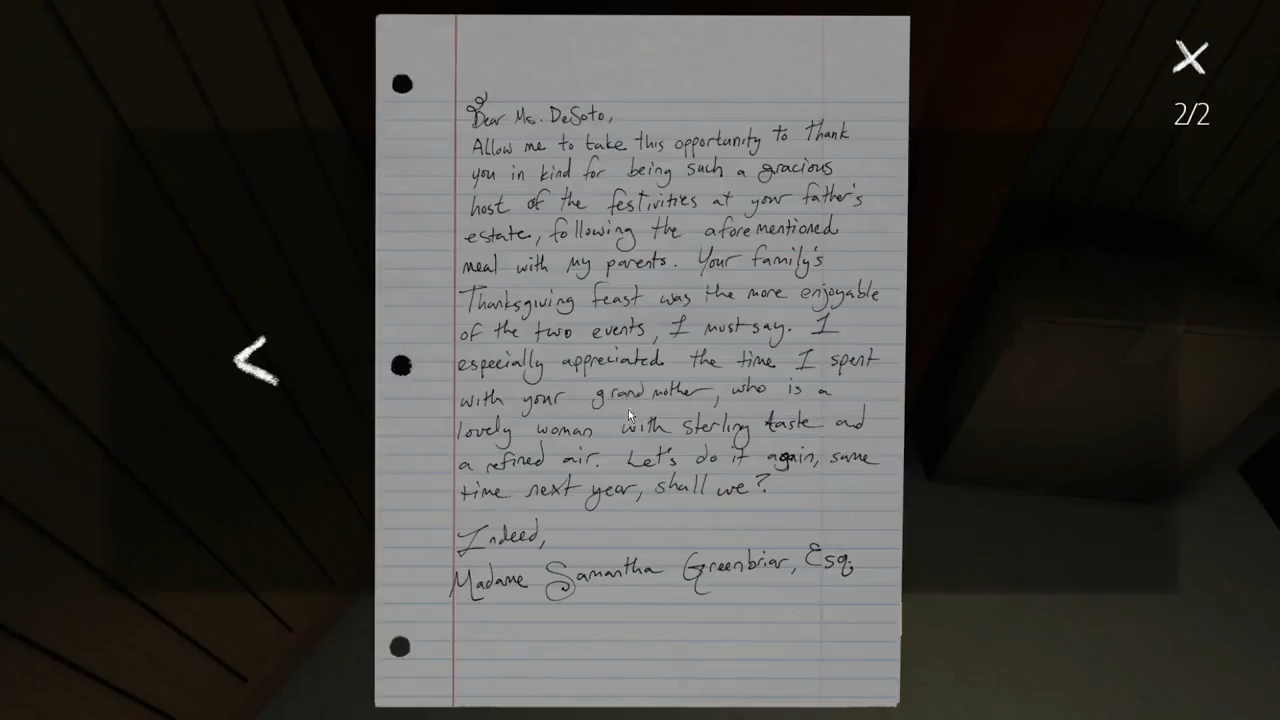 2/2
Dear Ms. DeSoto,
Allow me to take this opportunity to thank
you in kind for being such a gracious
host of the festivities at your father's
estate, following the aforementioned
meal with my parents. Your family's
Thanksgiving feast was the more enjoyable
of the two events, I must say. I
especially appreciated the time I spent
with your grandmother, who is a
lovely woman with sterling taste and
a refined air. Let's do it again, same
time next year, shall we?
Indeed,
Madame Samantha Greenbriar, Esq.